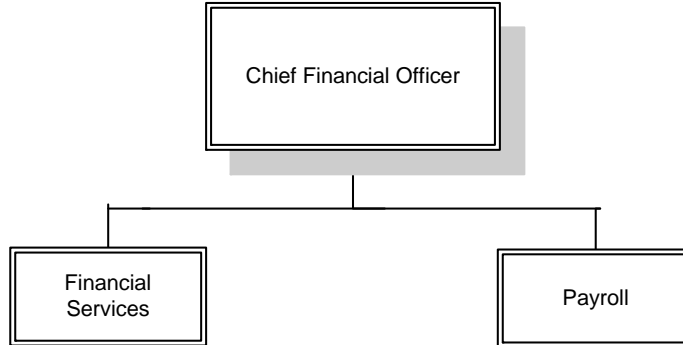 Chief Financial Officer
Financial
Services
Payroll